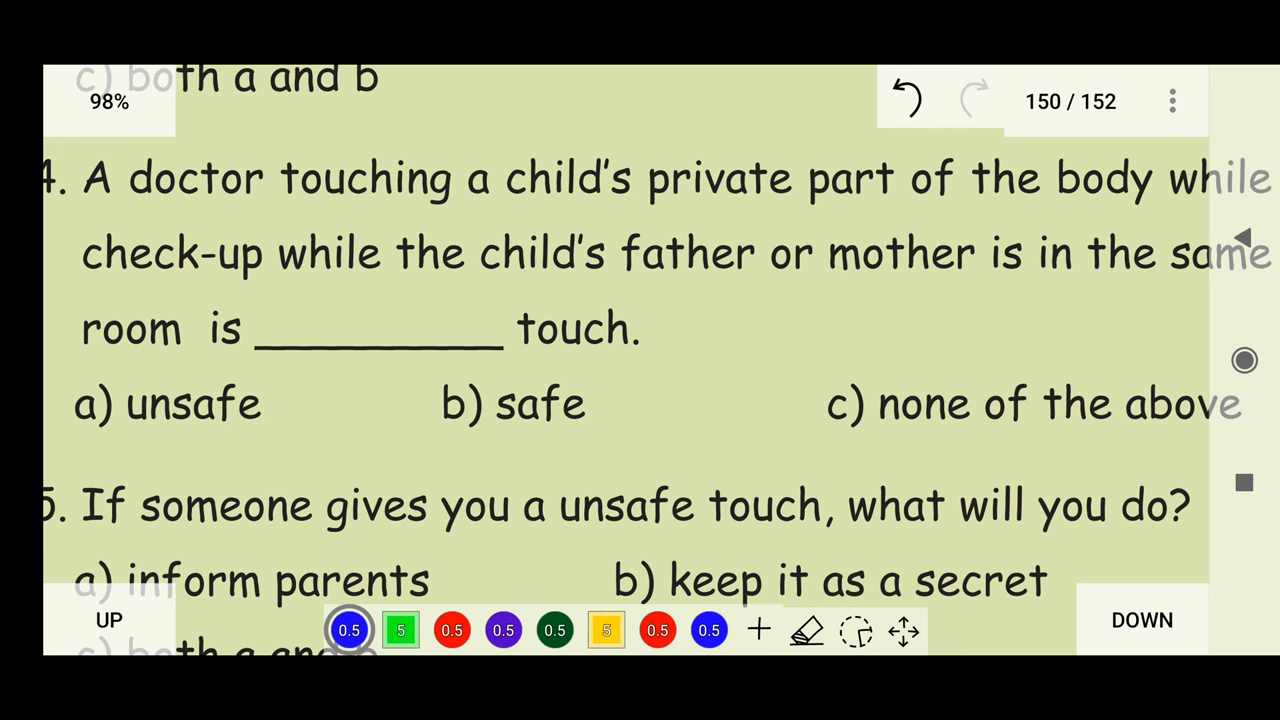 c) both a and b
98%
150 / 152
4. A doctor touching a child's private part of the body while
check-up while the child's father or mother is in the same
room is _________ touch.
a) unsafe b) safe c) none of the above
5. If someone gives you a unsafe touch, what will you do?
a) inform parents b) keep it as a secret
UP
0.5 5 0.5 0.5 0.5 5 0.5 0.5
DOWN
c) both a and b